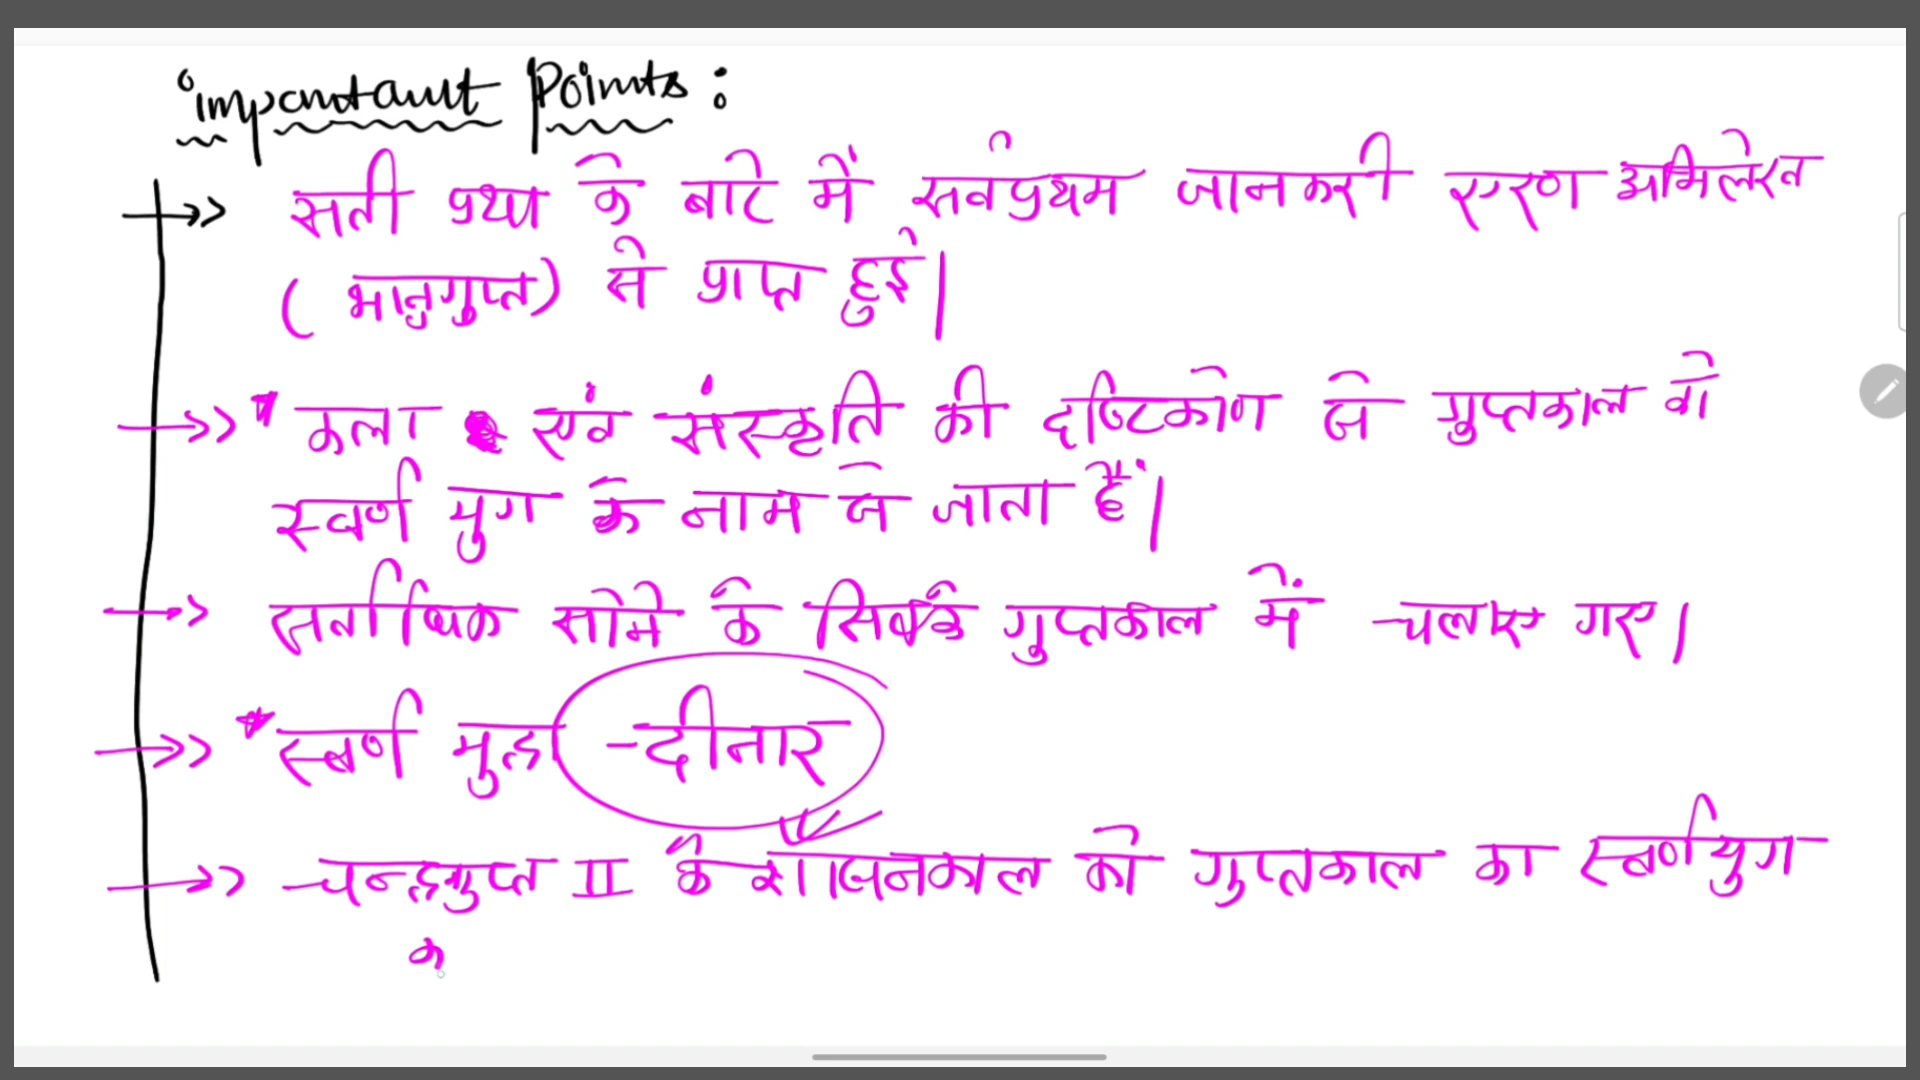 important Points :
सती प्रथा के बारे में सर्वप्रथम जानकरी एरण अभिलेख
( भानुगुप्त) से प्राप्त हुई।
कला एवं संस्कृति की दृष्टिकोण से गुप्तकाल को
स्वर्ण युग के नाम से जाता हैं।
सर्वाधिक सोने के सिक्के गुप्तकाल में चलाए गए।
स्वर्ण मुद्रा - दीनार
चन्द्रगुप्त II के शासनकाल को गुप्तकाल का स्वर्णयुग
क